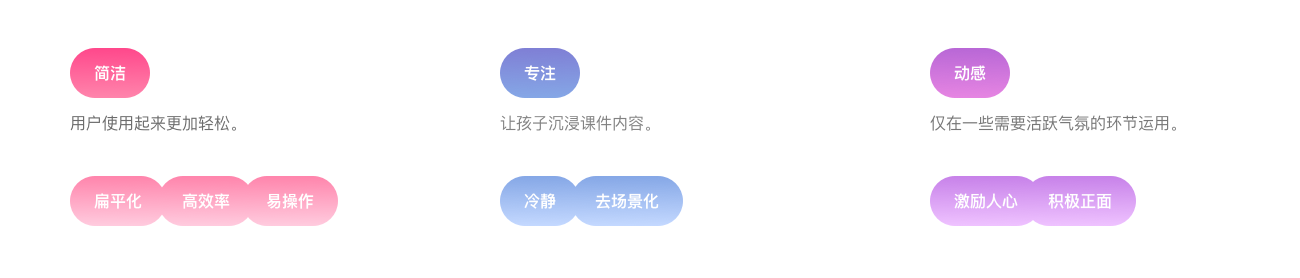 简洁
用户使用起来更加轻松。
扁平化 高效率 易操作
专注
让孩子沉浸课件内容。
冷静 去场景化
动感
仅在一些需要活跃气氛的环节运用。
激励人心 积极正面